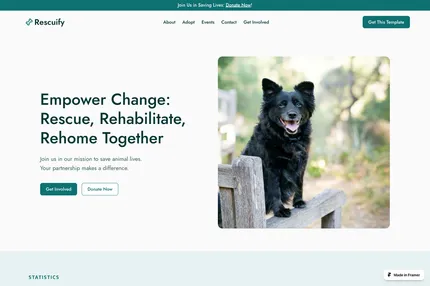 Join Us in Saving Lives: Donate Now!
Rescuify
About
Adopt
Events
Contact
Get Involved
Get This Template
Empower Change:
Rescue, Rehabilitate,
Rehome Together
Join us in our mission to save animal lives.
Your partnership makes a difference.
Get Involved
Donate Now
STATISTICS
Made in Framer